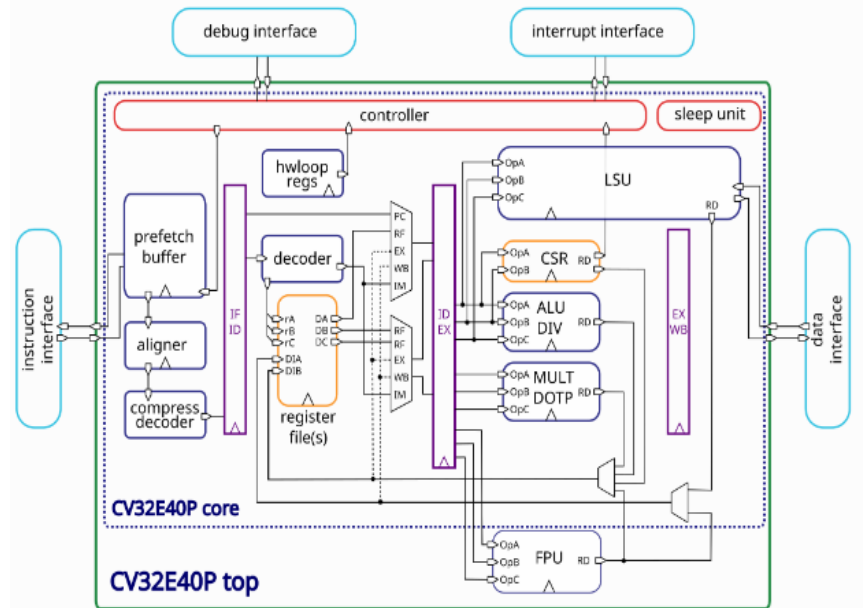 debug interface
interrupt interface
controller
sleep unit
hwloop
regs
OpA
OpB
OpC
LSU
RD
prefetch
buffer
IF
ID
decoder
PC
RF
EX
WB
IM
ID
EX
OpA
OpB
CSR
RD
EX
WB
instruction
interface
data
interface
aligner
compress
decoder
rA
rB
rC
DIA
DIB
DA
DB
DC
register
file(s)
RF
RF
EX
WB
IM
OpA
OpB
OpC
ALU
DIV
RD
OpA
OpB
OpC
MULT
DOTP
RD
CV32E40P core
OpA
OpB
OpC
FPU
RD
CV32E40P top